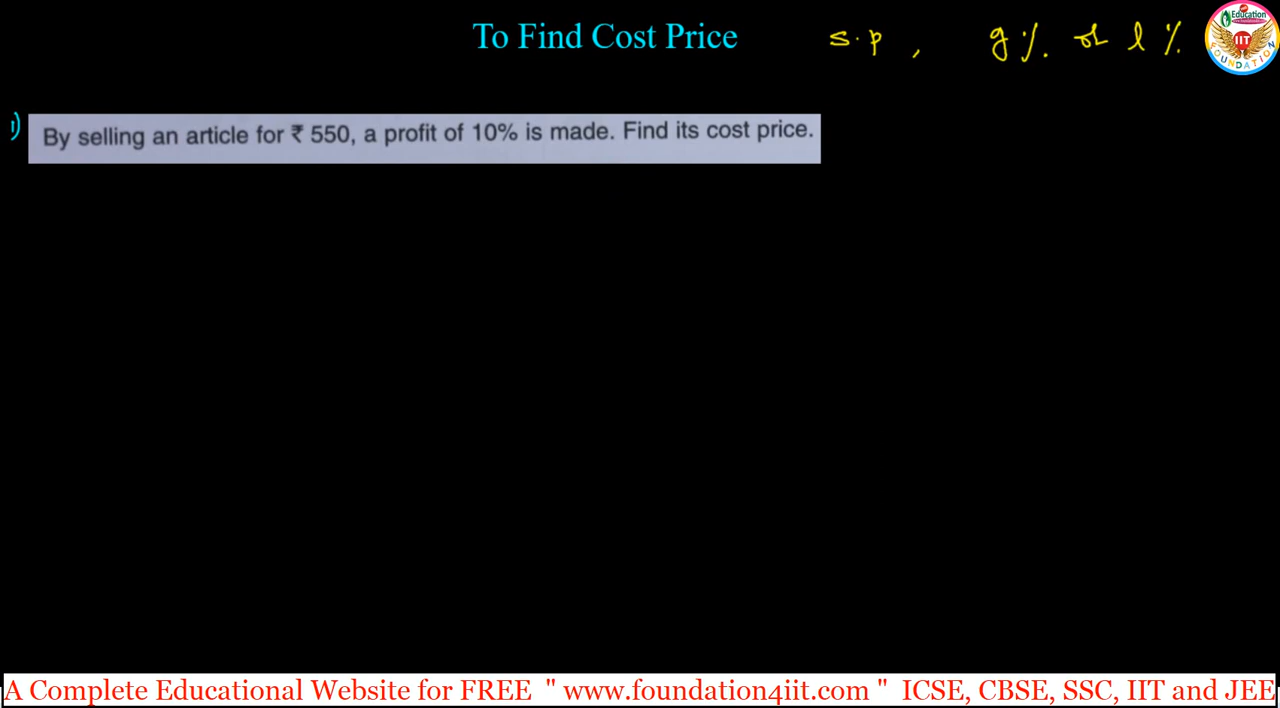 To Find Cost Price s.p , g %. or l %.
Education
IIT
FOUNDATION
1) By selling an article for ₹ 550, a profit of 10% is made. Find its cost price.
A Complete Educational Website for FREE " www.foundation4iit.com " ICSE, CBSE, SSC, IIT and JEE